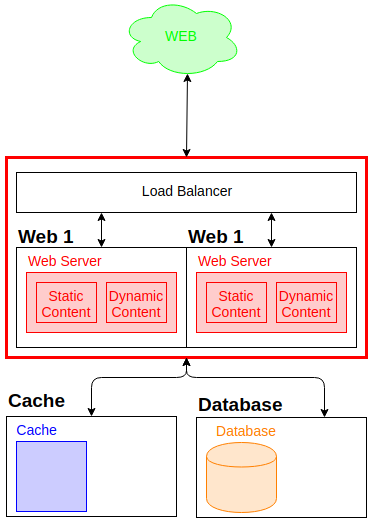 WEB
Load Balancer
Web 1
Web 1
Web Server
Web Server
Static
Content
Dynamic
Content
Static
Content
Dynamic
Content
Cache
Database
Cache
Database